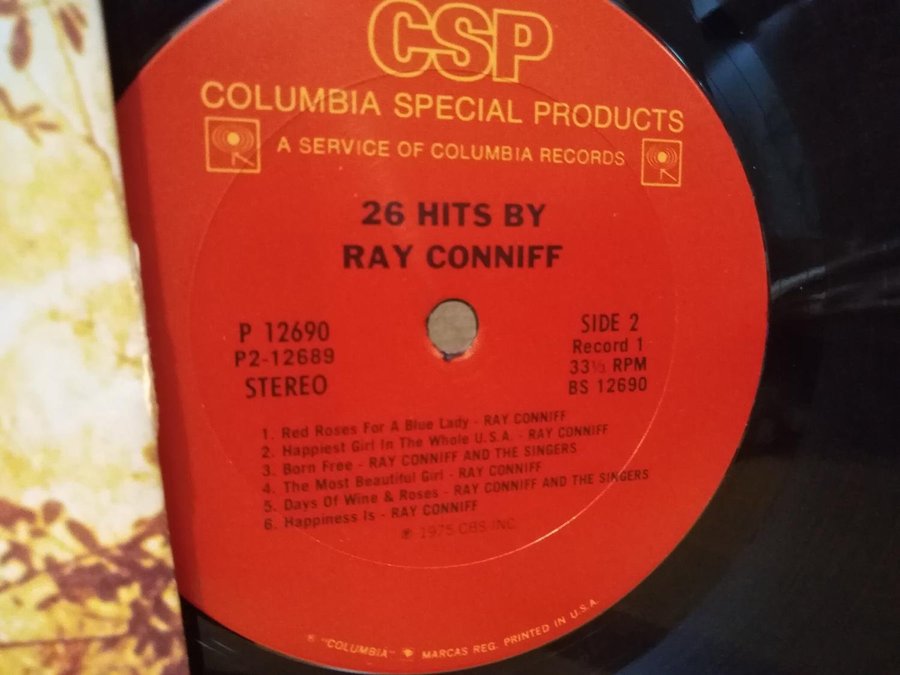 CSP
COLUMBIA SPECIAL PRODUCTS
A SERVICE OF COLUMBIA RECORDS
26 HITS BY
RAY CONNIFF
P 12690
P2-12689
STEREO
SIDE 2
Record 1
33⅓ RPM
BS 12690
1. Red Roses For A Blue Lady - RAY CONNIFF
2. Happiest Girl In The Whole U.S.A. - RAY CONNIFF
3. Born Free - RAY CONNIFF AND THE SINGERS
4. The Most Beautiful Girl - RAY CONNIFF
5. Days Of Wine & Roses - RAY CONNIFF AND THE SINGERS
6. Happiness Is - RAY CONNIFF
℗ 1975 CBS INC.
® "COLUMBIA" MARCAS REG. PRINTED IN U.S.A.